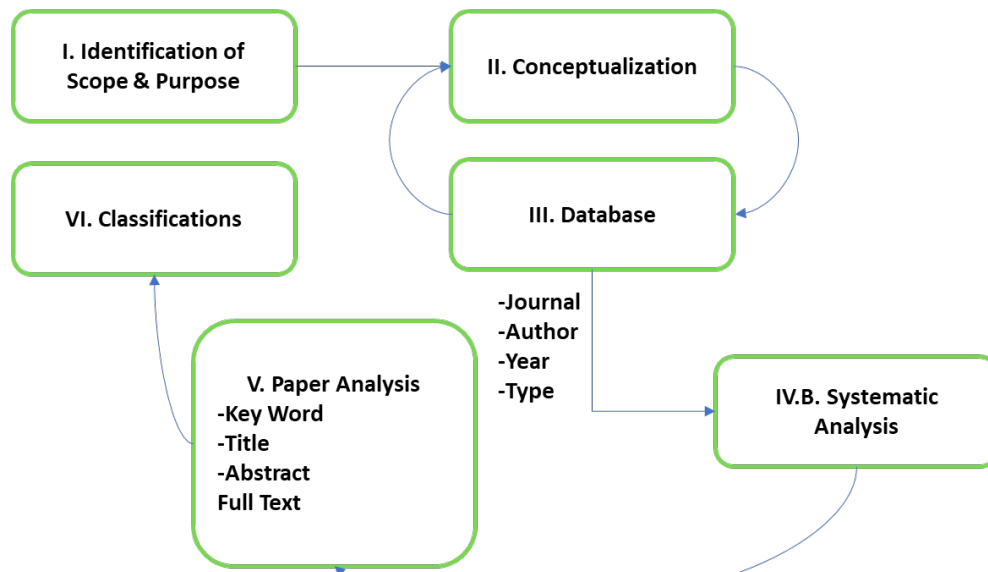 I. Identification of
Scope & Purpose
II. Conceptualization
III. Database
-Journal
-Author
-Year
-Type
IV.B. Systematic
Analysis
V. Paper Analysis
-Key Word
-Title
-Abstract
Full Text
VI. Classifications